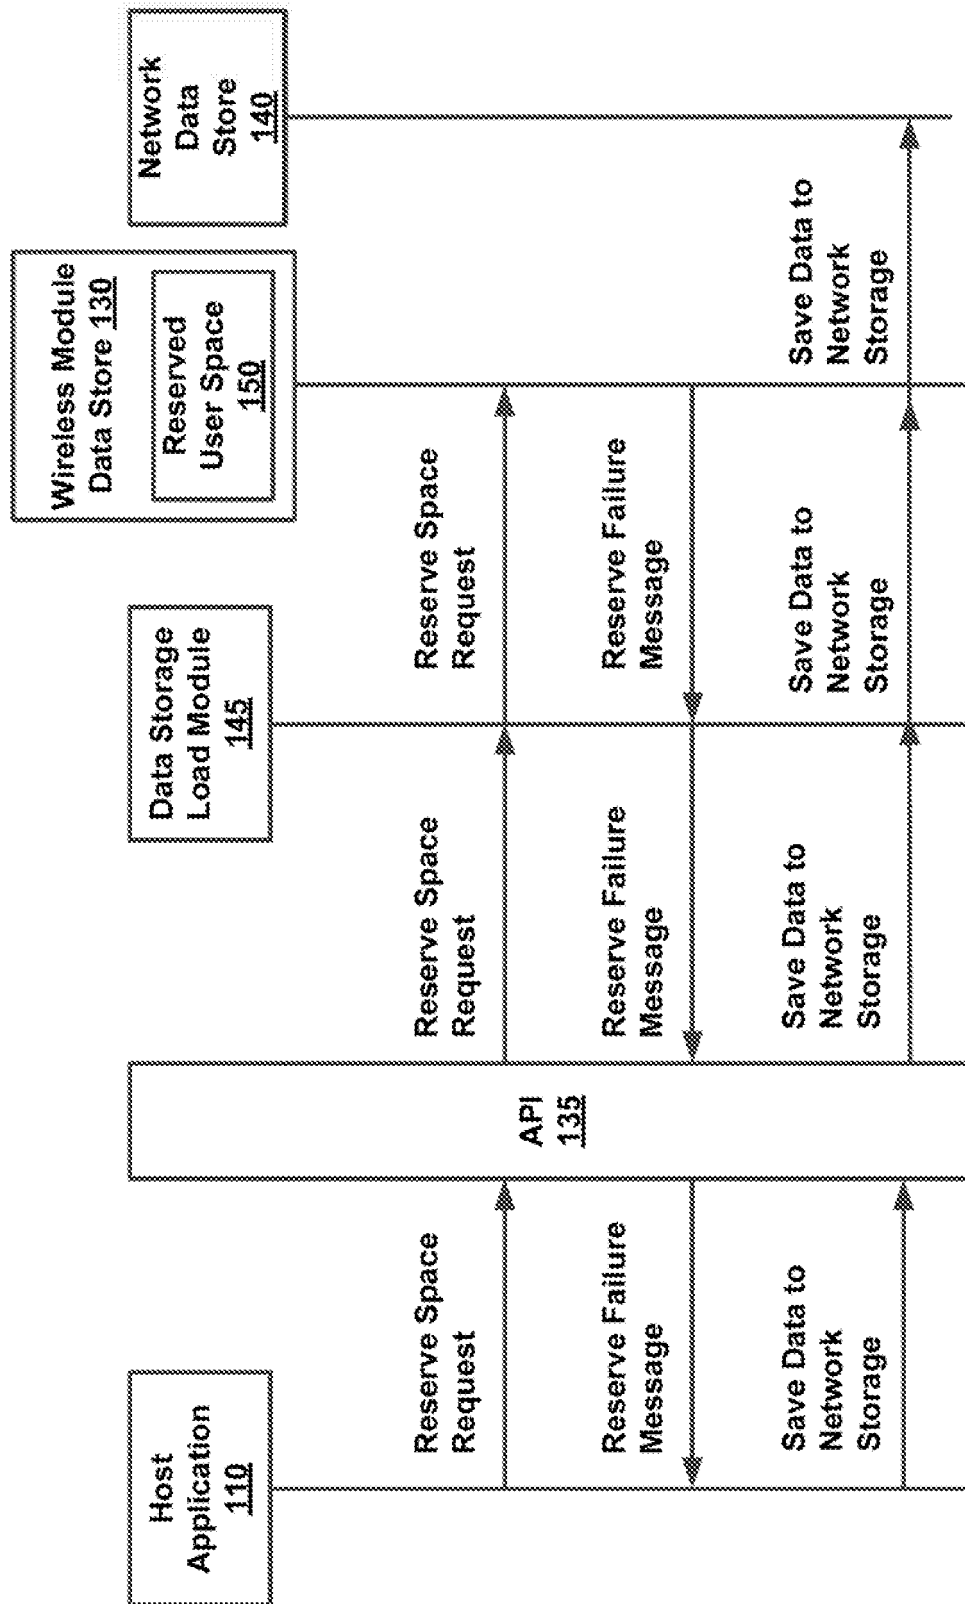 Host
Application
110
API
135
Data Storage
Load Module
145
Wireless Module
Data Store 130
Reserved
User Space
150
Network
Data
Store
140
Reserve Space
Request
Reserve Space
Request
Reserve Space
Request
Reserve Failure
Message
Reserve Failure
Message
Reserve Failure
Message
Save Data to
Network
Storage
Save Data to
Network
Storage
Save Data to
Network
Storage
Save Data to
Network
Storage